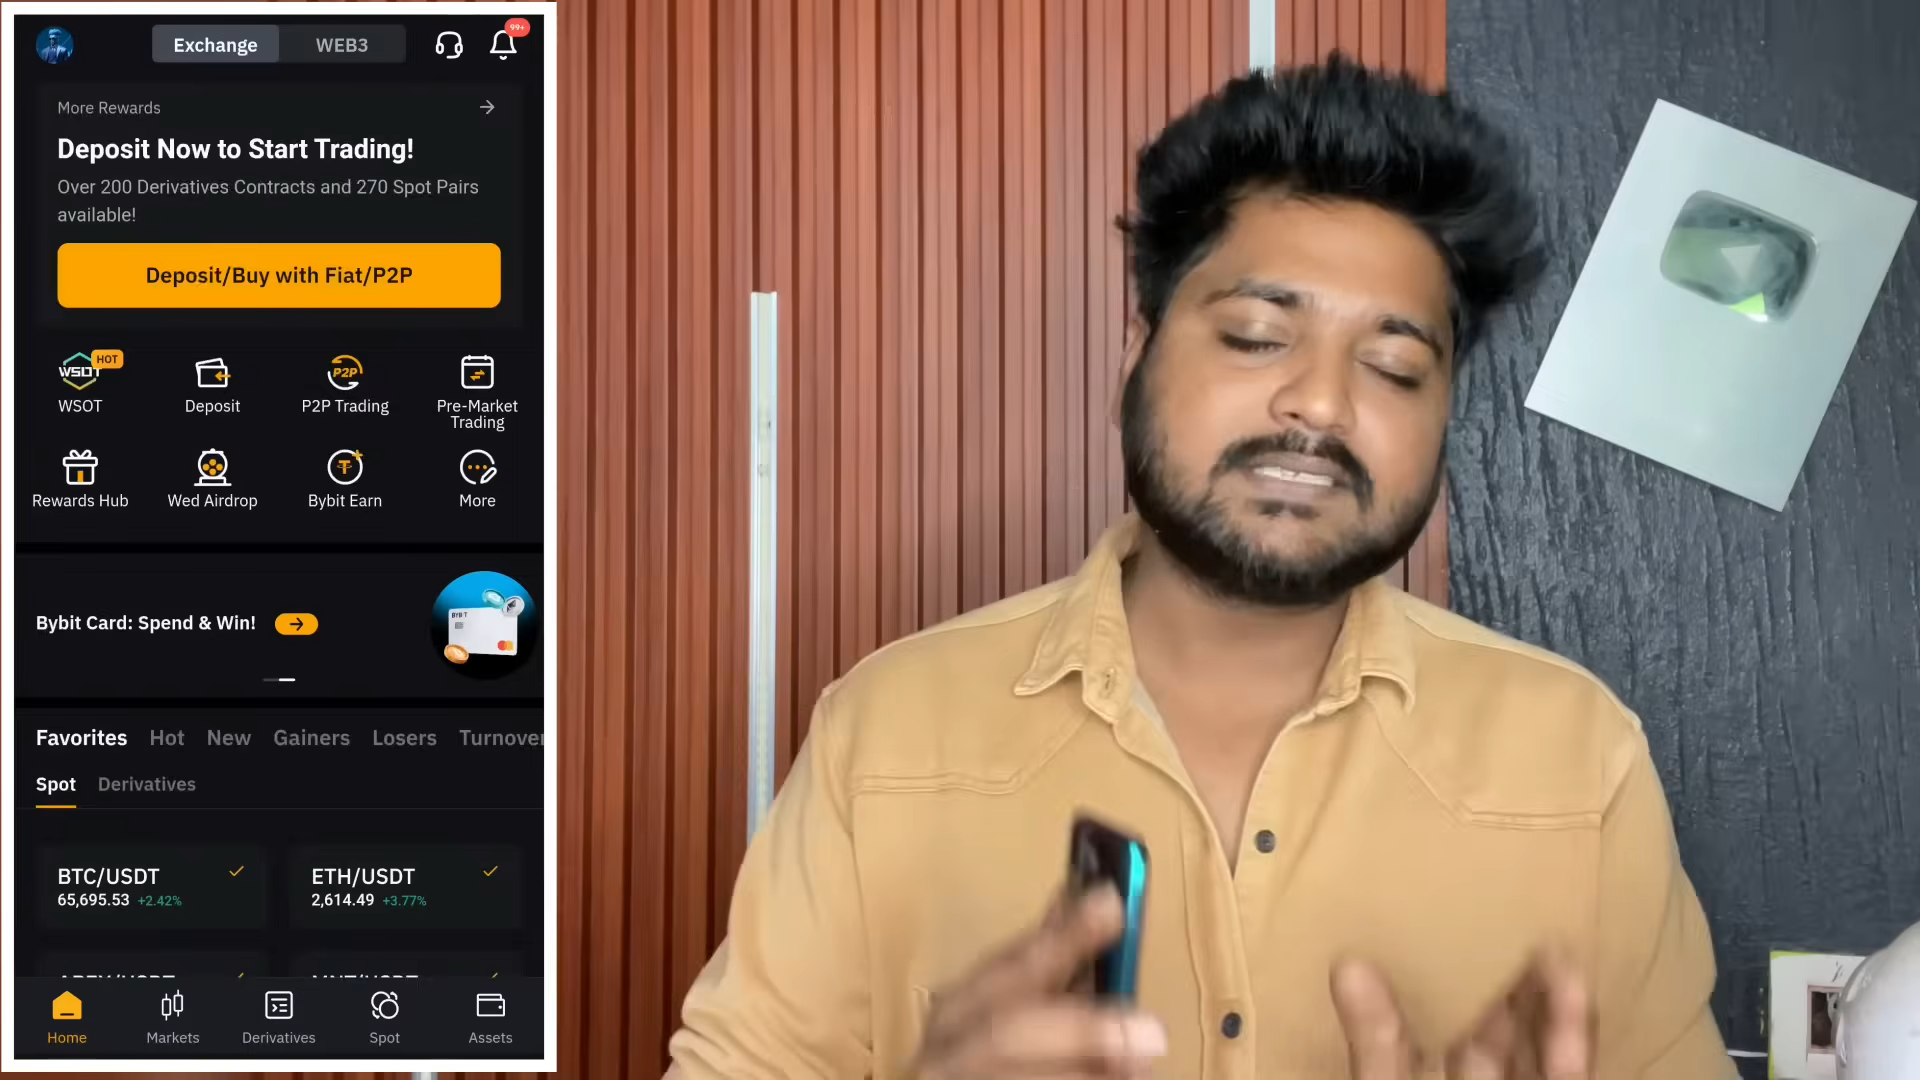 Exchange
WEB3
99+
More Rewards
Deposit Now to Start Trading!
Over 200 Derivatives Contracts and 270 Spot Pairs
available!
Deposit/Buy with Fiat/P2P
WSOT
HOT
P2P
WSOT
Deposit
P2P Trading
Pre-Market
Trading
Rewards Hub
Wed Airdrop
Bybit Earn
More
Bybit Card: Spend & Win!
Favorites
Hot
New
Gainers
Losers
Turnover
Spot
Derivatives
BTC/USDT
65,695.53 +2.42%
ETH/USDT
2,614.49 +3.77%
Home
Markets
Derivatives
Spot
Assets